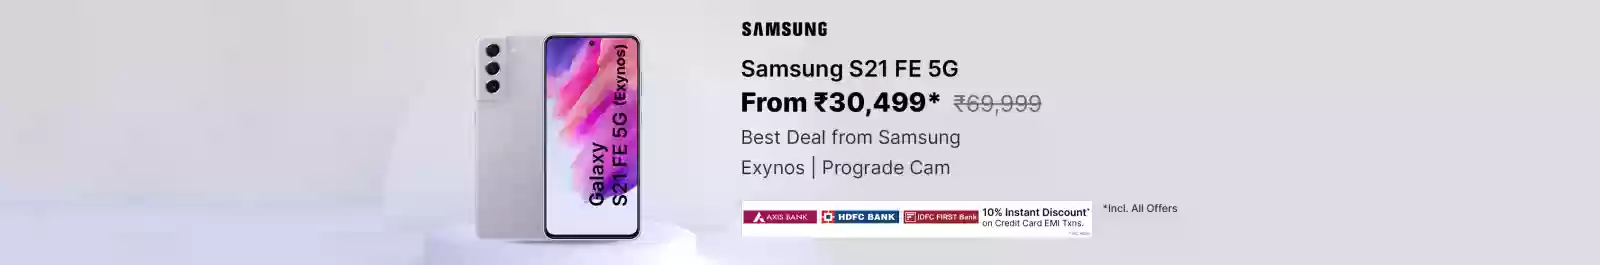 SAMSUNG
Samsung S21 FE 5G
From ₹30,499* ₹69,999
Best Deal from Samsung
Exynos | Prograde Cam
AXIS BANK HDFC BANK IDFC FIRST Bank 10% Instant Discount*
on Credit Card EMI Txns.
*Incl. All Offers
Galaxy
S21 FE 5G (Exynos)